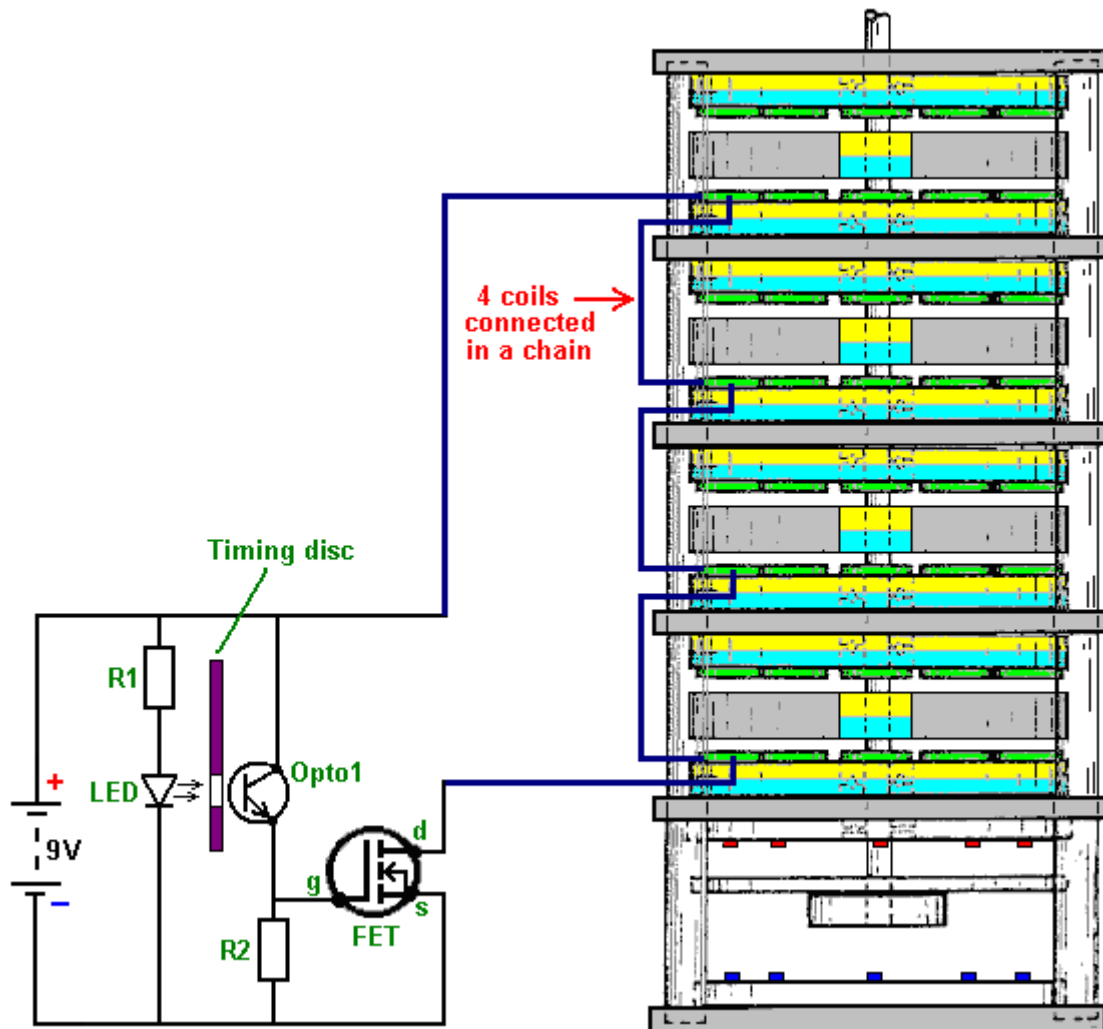 4 coils
connected
in a chain
Timing disc
R1
+
LED
Opto1
9V
–
d
g
s
FET
R2